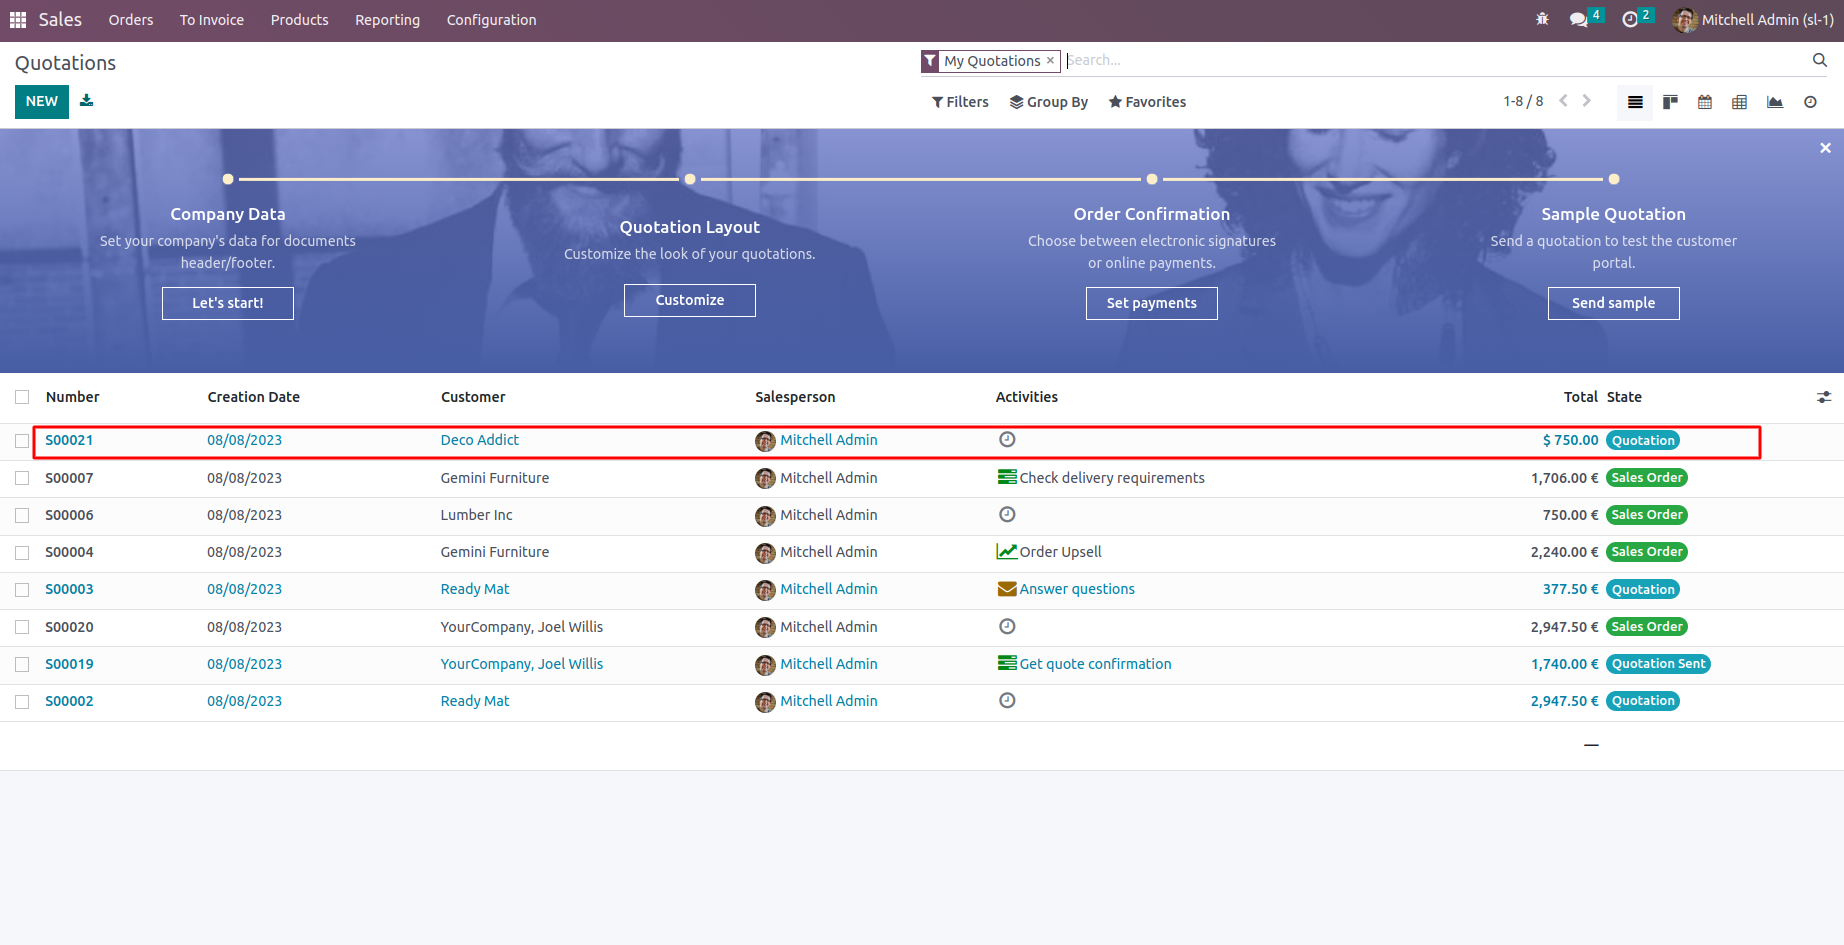 Sales Orders To Invoice Products Reporting Configuration 4 2 Mitchell Admin (sl-1)
Quotations My Quotations × Search...
NEW Filters Group By Favorites 1-8 / 8
Company Data
Set your company's data for documents
header/footer.
Let's start!
Quotation Layout
Customize the look of your quotations.
Customize
Order Confirmation
Choose between electronic signatures
or online payments.
Set payments
Sample Quotation
Send a quotation to test the customer
portal.
Send sample
Number Creation Date Customer Salesperson Activities Total State
S00021 08/08/2023 Deco Addict Mitchell Admin $ 750.00 Quotation
S00007 08/08/2023 Gemini Furniture Mitchell Admin Check delivery requirements 1,706.00 € Sales Order
S00006 08/08/2023 Lumber Inc Mitchell Admin 750.00 € Sales Order
S00004 08/08/2023 Gemini Furniture Mitchell Admin Order Upsell 2,240.00 € Sales Order
S00003 08/08/2023 Ready Mat Mitchell Admin Answer questions 377.50 € Quotation
S00020 08/08/2023 YourCompany, Joel Willis Mitchell Admin 2,947.50 € Sales Order
S00019 08/08/2023 YourCompany, Joel Willis Mitchell Admin Get quote confirmation 1,740.00 € Quotation Sent
S00002 08/08/2023 Ready Mat Mitchell Admin 2,947.50 € Quotation
—